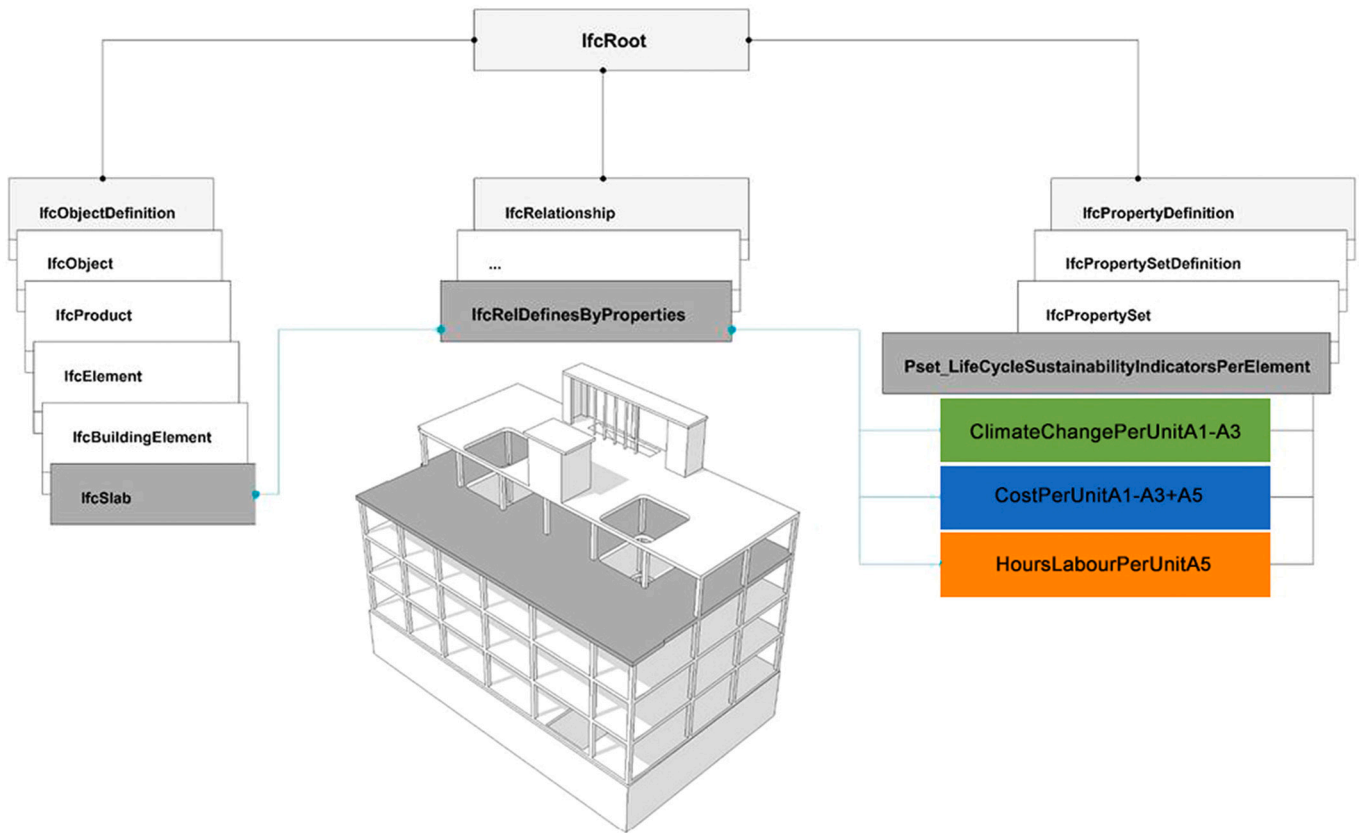 IfcRoot
IfcObjectDefinition
IfcObject
IfcProduct
IfcElement
IfcBuildingElement
IfcSlab
IfcRelationship
...
IfcRelDefinesByProperties
IfcPropertyDefinition
IfcPropertySetDefinition
IfcPropertySet
Pset_LifeCycleSustainabilityIndicatorsPerElement
ClimateChangePerUnitA1-A3
CostPerUnitA1-A3+A5
HoursLabourPerUnitA5